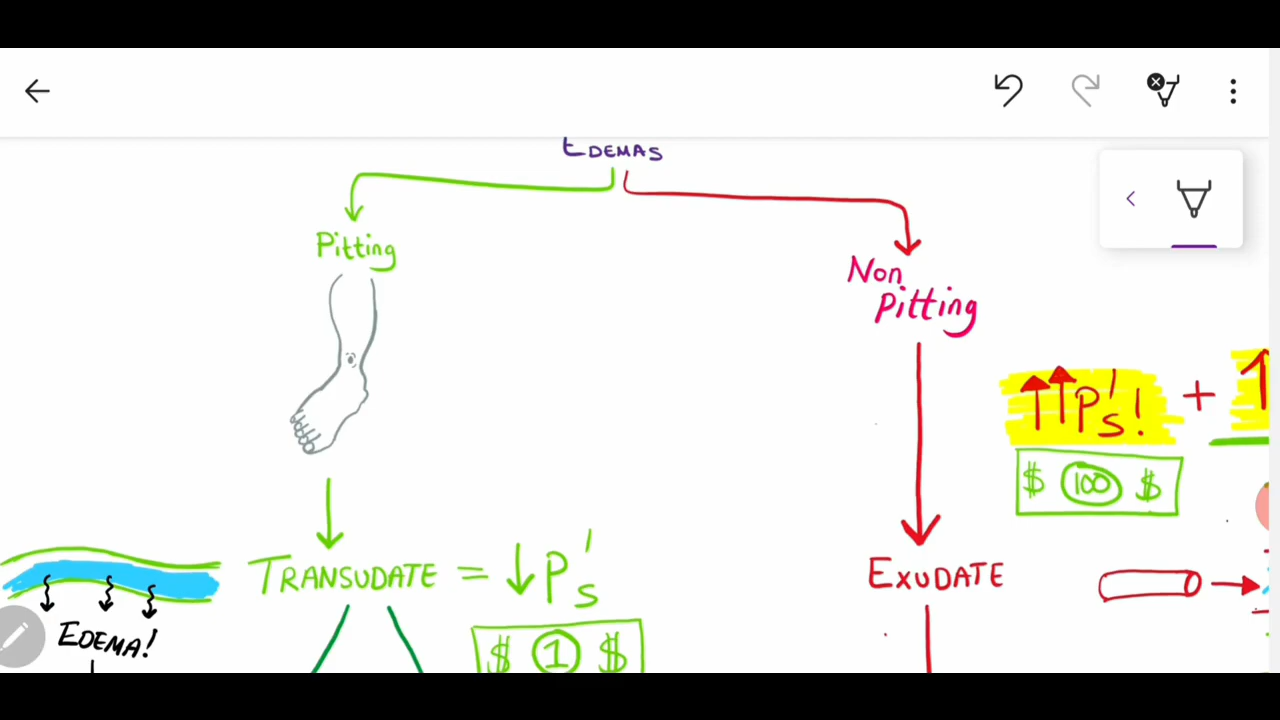 EDEMAS
Pitting
Non
Pitting
↑↑P's! + ↑
$ 100 $
TRANSUDATE = ↓P's
EXUDATE
EDEMA!
$ 1 $